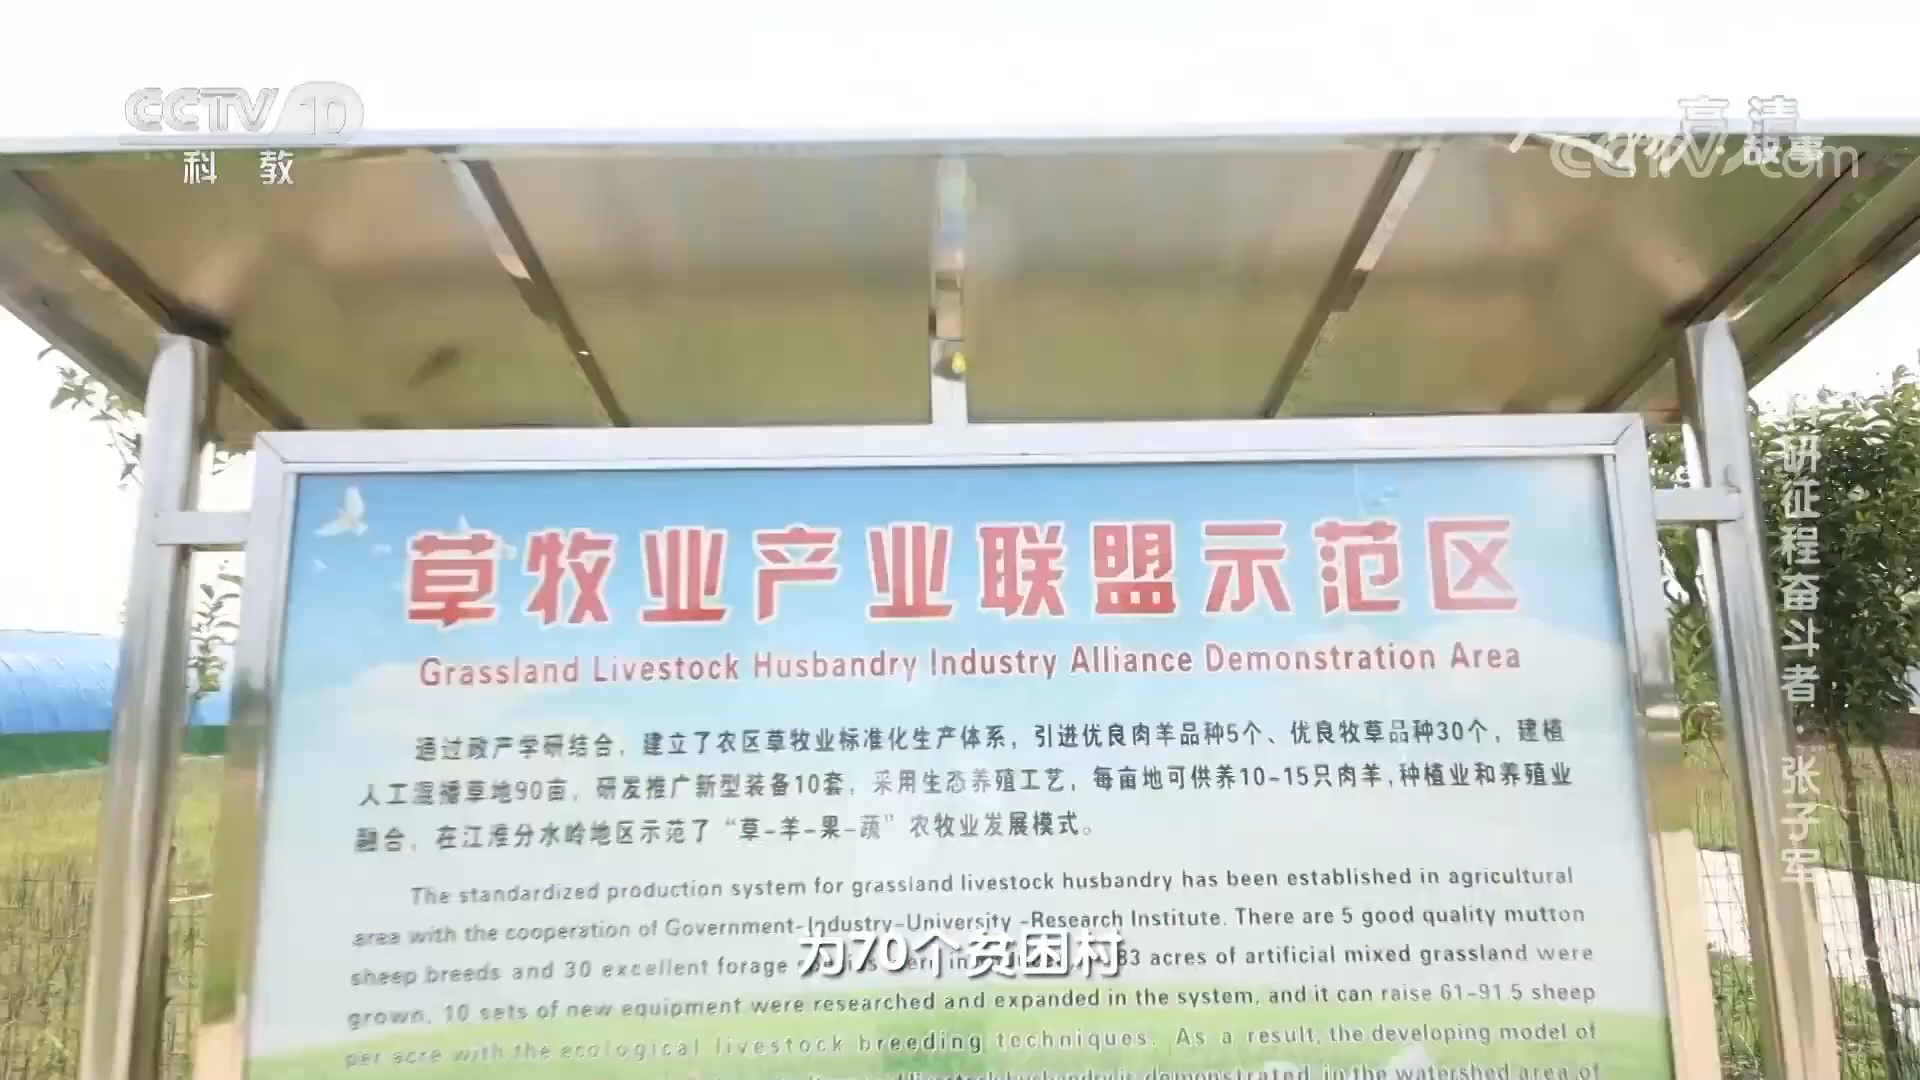 CCTV 10
科教
高清
故事
cctv.com
草牧业产业联盟示范区
Grassland Livestock Husbandry Industry Alliance Demonstration Area
通过政产学研结合，建立了农区草牧业标准化生产体系，引进优良肉羊品种5个、优良牧草品种30个，建植
人工混播草地90亩，研发推广新型装备10套，采用生态养殖工艺，每亩地可供养10-15只肉羊,种植业和养殖业
融合，在江淮分水岭地区示范了“草-羊-果-蔬”农牧业发展模式。
The standardized production system for grassland livestock husbandry has been established in agricultural
area with the cooperation of Government-Industry-University -Research Institute. There are 5 good quality mutton
sheep breeds and 30 excellent forage 83 acres of artificial mixed grassland were
grown, 10 sets of new equipment were researched and expanded in the system, and it can raise 61-91.5 sheep
per acre with the ecological livestock breeding techniques. As a result, the developing model of
husbandry is demonstrated in the watershed area of
为70个贫困村
研征程奋斗者·张子军